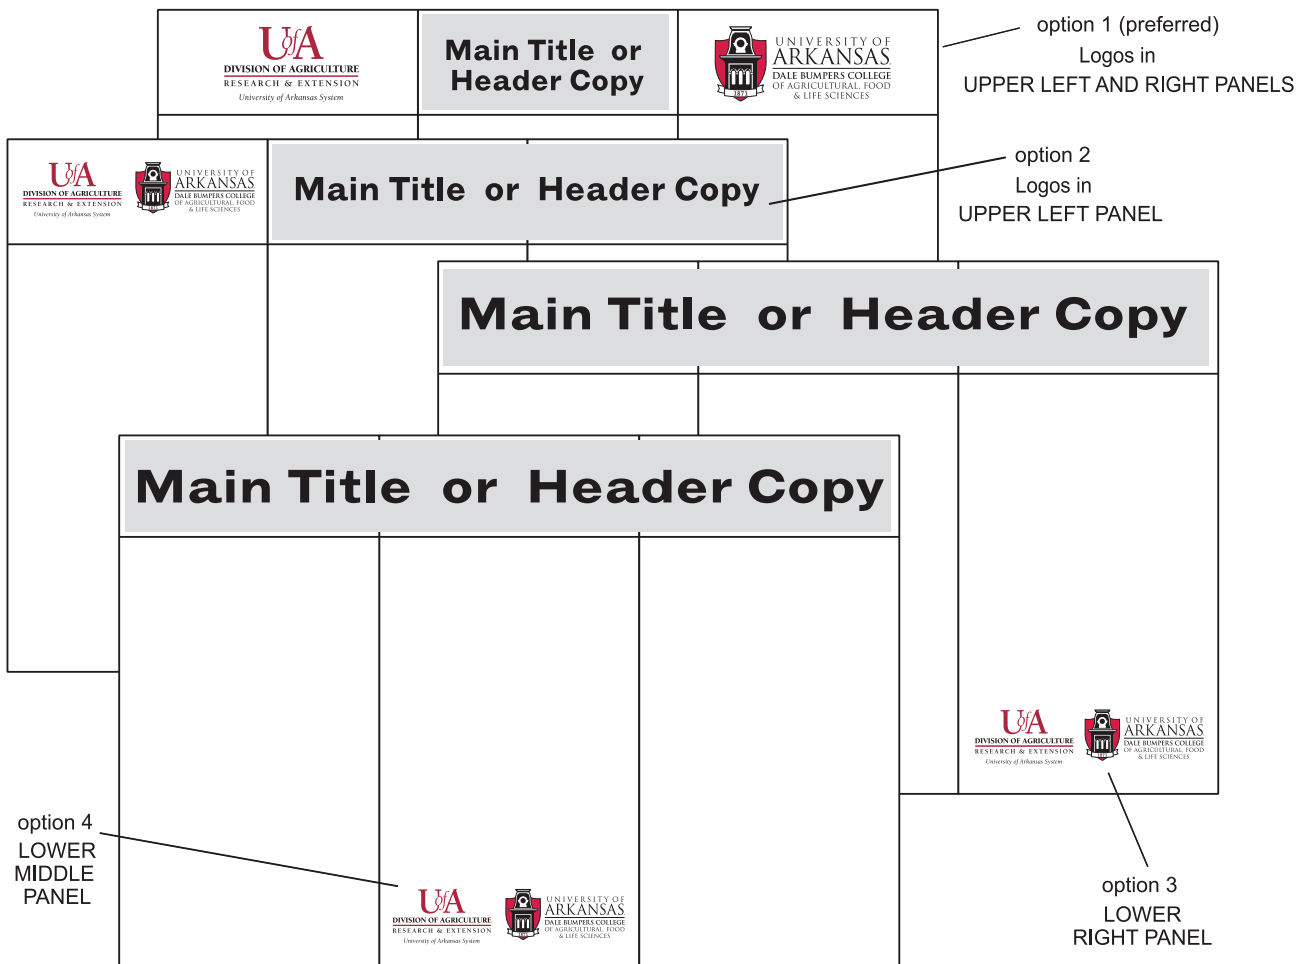 UofA
DIVISION OF AGRICULTURE
RESEARCH & EXTENSION
University of Arkansas System
Main Title or
Header Copy
UNIVERSITY OF
ARKANSAS
DALE BUMPERS COLLEGE
OF AGRICULTURAL, FOOD
& LIFE SCIENCES
1871
option 1 (preferred)
Logos in
UPPER LEFT AND RIGHT PANELS
UofA
DIVISION OF AGRICULTURE
RESEARCH & EXTENSION
University of Arkansas System
UNIVERSITY OF
ARKANSAS
DALE BUMPERS COLLEGE
OF AGRICULTURAL, FOOD
& LIFE SCIENCES
1871
Main Title or Header Copy
option 2
Logos in
UPPER LEFT PANEL
Main Title or Header Copy
UofA
DIVISION OF AGRICULTURE
RESEARCH & EXTENSION
University of Arkansas System
UNIVERSITY OF
ARKANSAS
DALE BUMPERS COLLEGE
OF AGRICULTURAL, FOOD
& LIFE SCIENCES
1871
option 3
LOWER
RIGHT PANEL
Main Title or Header Copy
option 4
LOWER
MIDDLE
PANEL
UofA
DIVISION OF AGRICULTURE
RESEARCH & EXTENSION
University of Arkansas System
UNIVERSITY OF
ARKANSAS
DALE BUMPERS COLLEGE
OF AGRICULTURAL, FOOD
& LIFE SCIENCES
1871